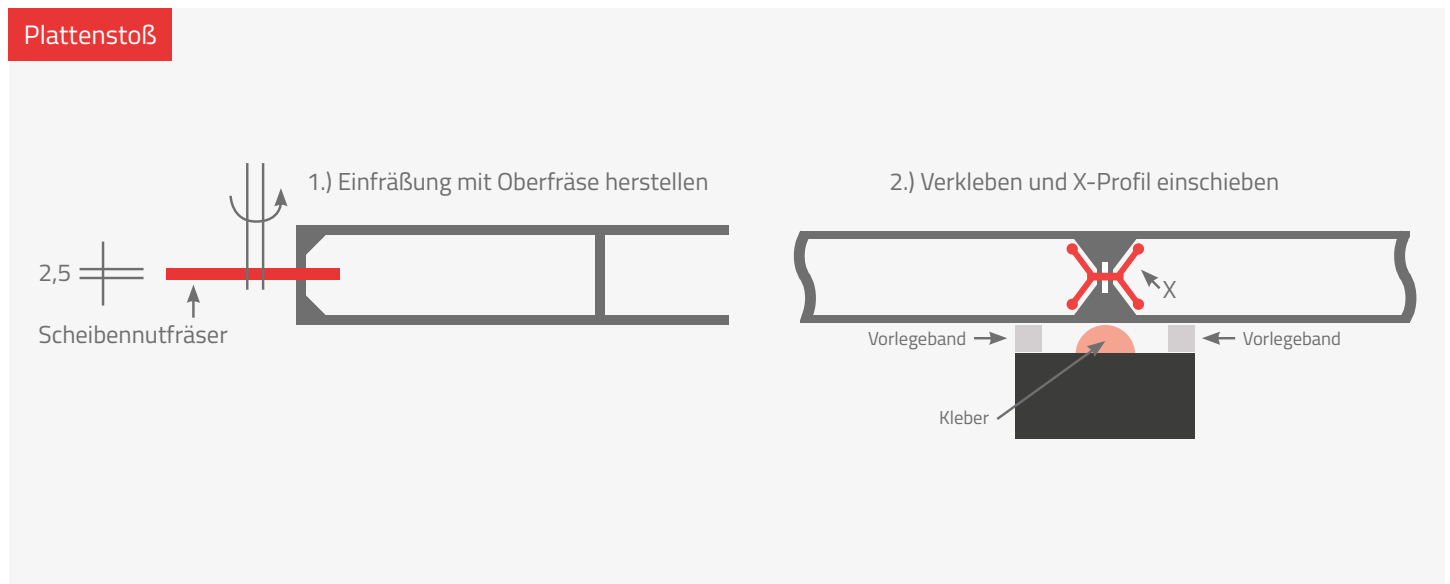 Plattenstoß
1.) Einfräßung mit Oberfräse herstellen
2,5
Scheibennutfräser
2.) Verkleben und X-Profil einschieben
X
Vorlegeband
Vorlegeband
Kleber